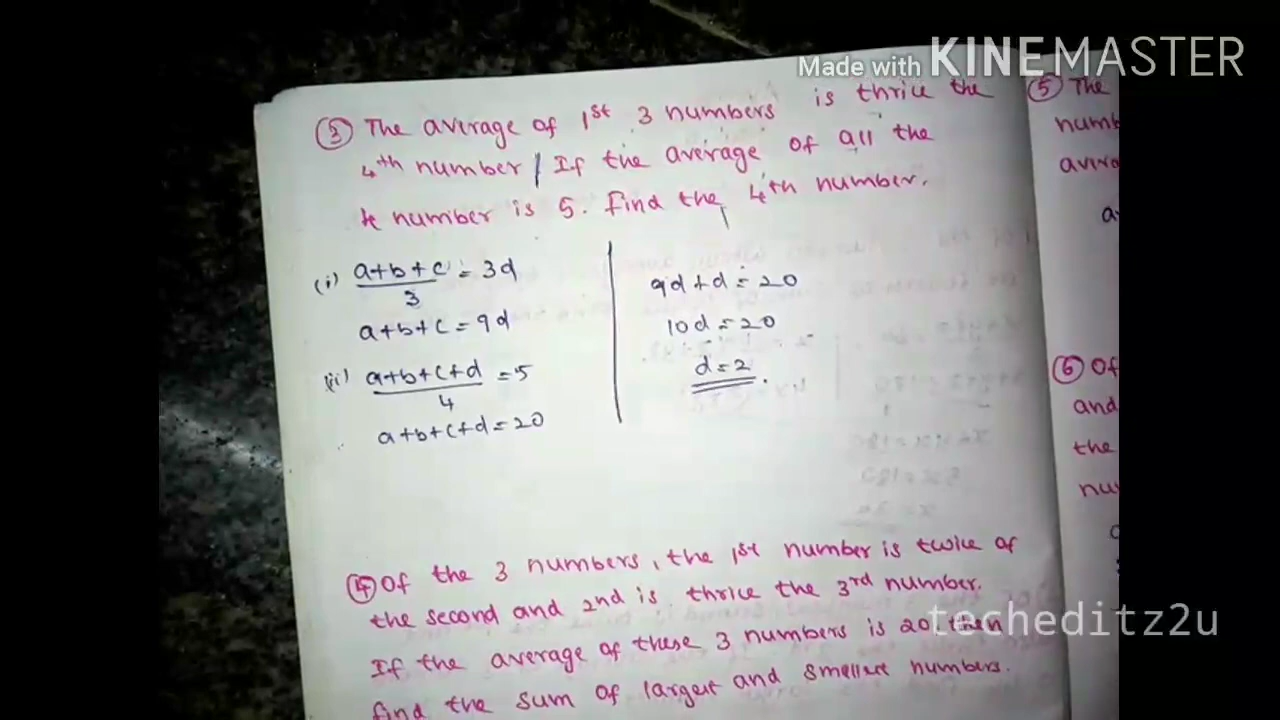 Made with KINEMASTER
③ The average of 1st 3 numbers is thrice the
4th number / If the average of all the
4 number is 5. find the 4th number.
(i) a+b+c/3 = 3d
a+b+c = 9d
(ii) a+b+c+d/4 = 5
a+b+c+d = 20
9d+d = 20
10d = 20
d = 2.
④ Of the 3 numbers, the 1st number is twice of
the second and 2nd is thrice the 3rd number.
If the average of these 3 numbers is 20, then
find the sum of largest and smallest numbers.
techeditz2u
⑤ The
numb
avera
a+
⑥ Of
and
the